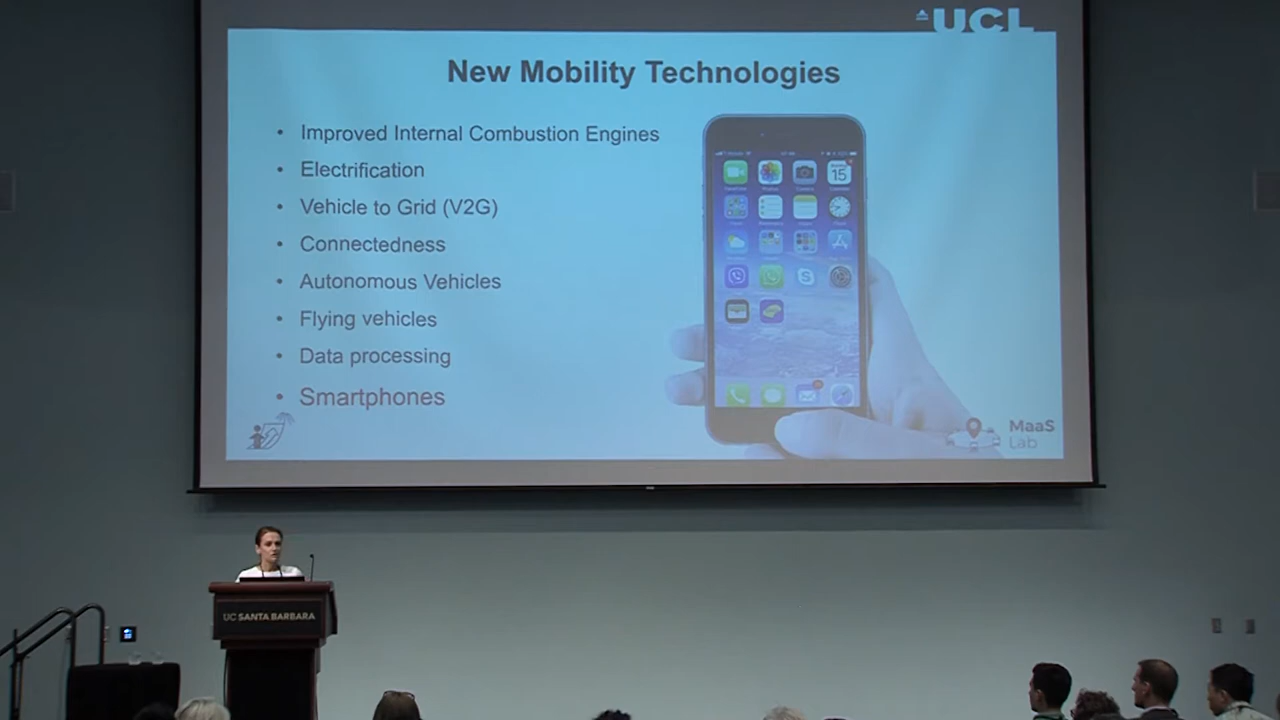 UCL
New Mobility Technologies
• Improved Internal Combustion Engines
• Electrification
• Vehicle to Grid (V2G)
• Connectedness
• Autonomous Vehicles
• Flying vehicles
• Data processing
• Smartphones
15
MaaS
Lab
UC SANTA BARBARA